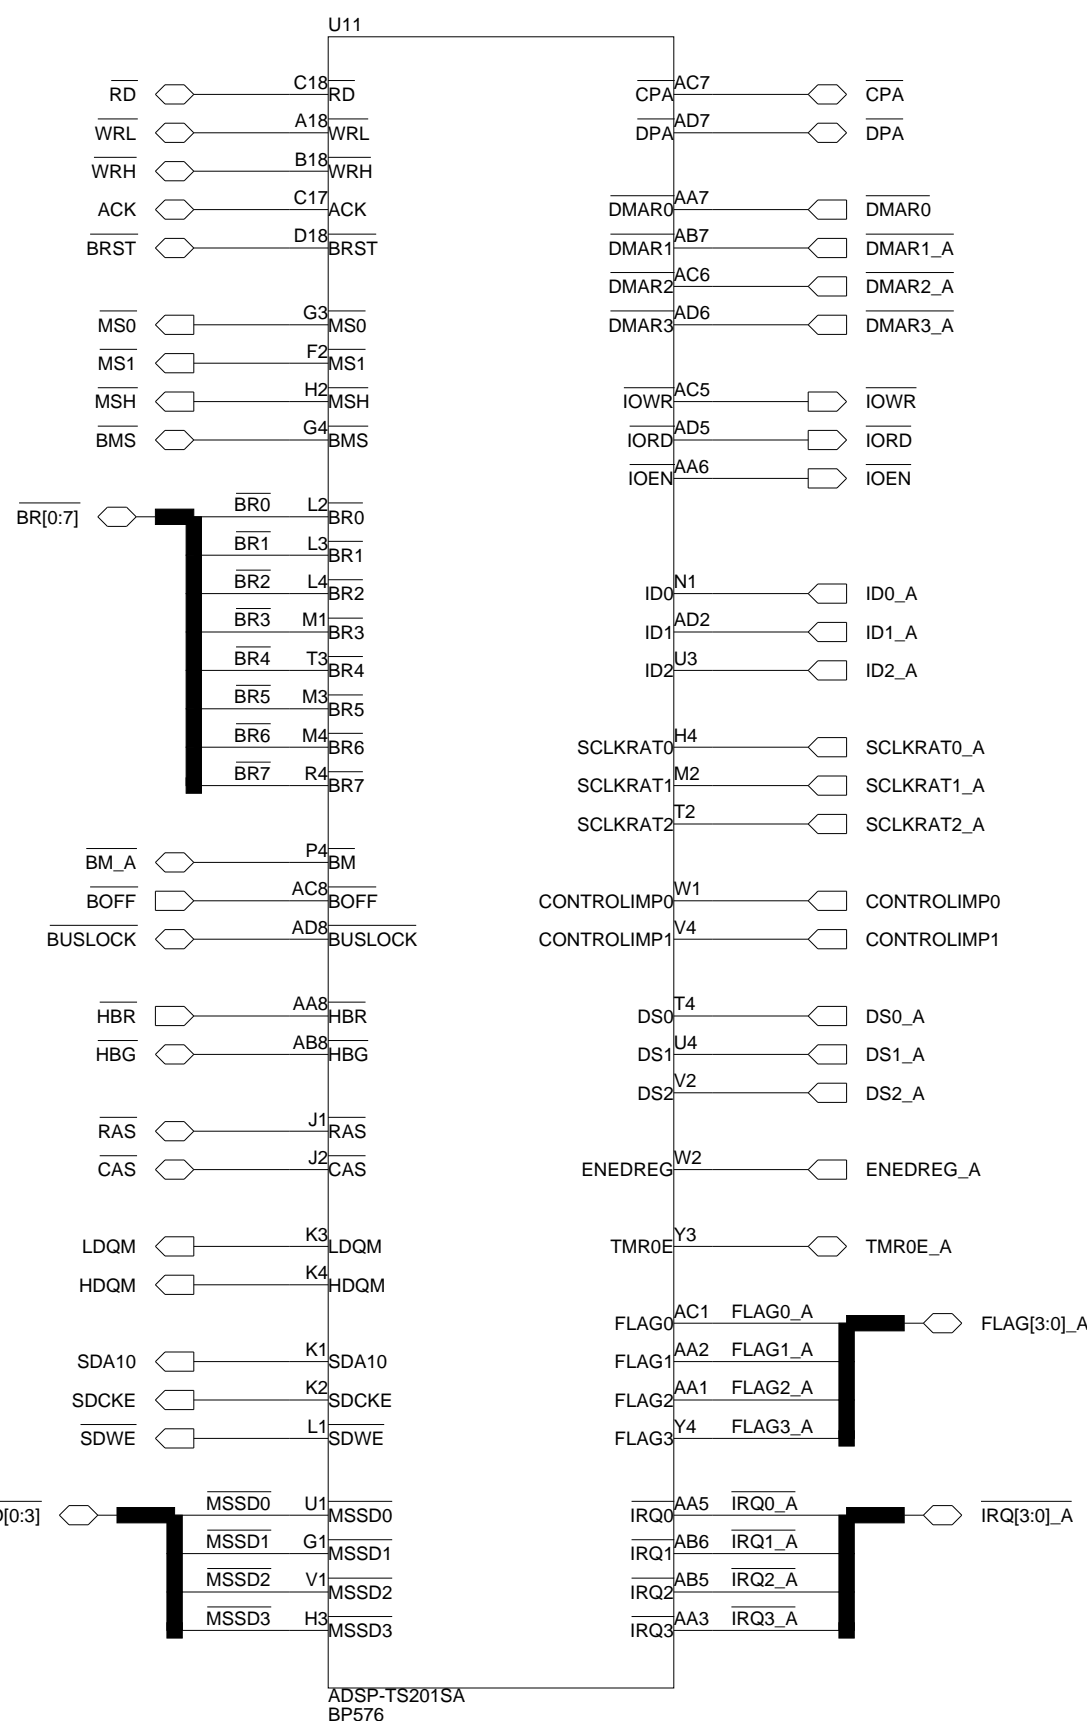 U11
RD C18 RD CPA AC7 CPA
WRL A18 WRL DPA AD7 DPA
WRH B18 WRH
ACK C17 ACK DMAR0 AA7 DMAR0
BRST D18 BRST DMAR1 AB7 DMAR1_A
DMAR2 AC6 DMAR2_A
MS0 G3 MS0 DMAR3 AD6 DMAR3_A
MS1 F2 MS1
MSH H2 MSH IOWR AC5 IOWR
BMS G4 BMS IORD AD5 IORD
IOEN AA6 IOEN
BR[0:7] BR0 L2 BR0
BR1 L3 BR1
BR2 L4 BR2 ID0 N1 ID0_A
BR3 M1 BR3 ID1 AD2 ID1_A
BR4 T3 BR4 ID2 U3 ID2_A
BR5 M3 BR5
BR6 M4 BR6 SCLKRAT0 H4 SCLKRAT0_A
BR7 R4 BR7 SCLKRAT1 M2 SCLKRAT1_A
SCLKRAT2 T2 SCLKRAT2_A
BM_A P4 BM
BOFF AC8 BOFF CONTROLIMP0 W1 CONTROLIMP0
BUSLOCK AD8 BUSLOCK CONTROLIMP1 V4 CONTROLIMP1
HBR AA8 HBR DS0 T4 DS0_A
HBG AB8 HBG DS1 U4 DS1_A
DS2 V2 DS2_A
RAS J1 RAS
CAS J2 CAS ENEDREG W2 ENEDREG_A
LDQM K3 LDQM TMR0E Y3 TMR0E_A
HDQM K4 HDQM
FLAG0 AC1 FLAG0_A FLAG[3:0]_A
SDA10 K1 SDA10 FLAG1 AA2 FLAG1_A
SDCKE K2 SDCKE FLAG2 AA1 FLAG2_A
SDWE L1 SDWE FLAG3 Y4 FLAG3_A
[0:3] MSSD0 U1 MSSD0 IRQ0 AA5 IRQ0_A IRQ[3:0]_A
MSSD1 G1 MSSD1 IRQ1 AB6 IRQ1_A
MSSD2 V1 MSSD2 IRQ2 AB5 IRQ2_A
MSSD3 H3 MSSD3 IRQ3 AA3 IRQ3_A
ADSP-TS201SA
BP576